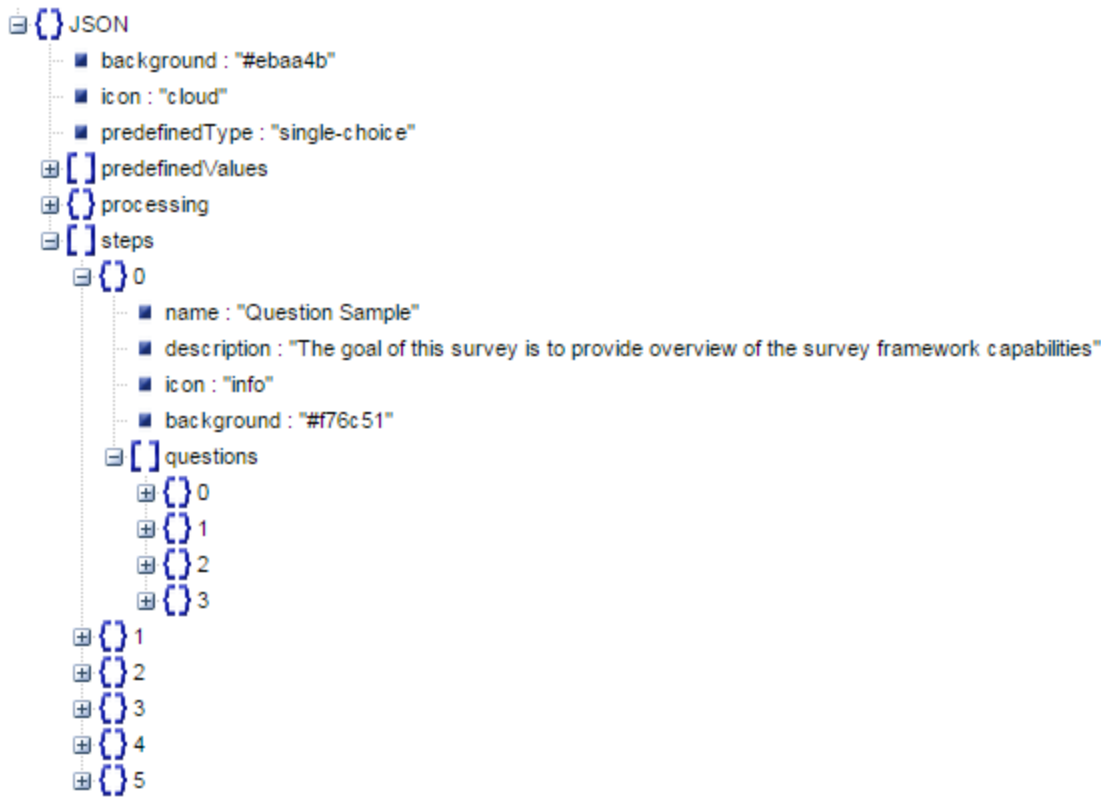 {} JSON
background : "#ebaa4b"
icon : "cloud"
predefinedType : "single-choice"
[] predefinedValues
{} processing
[] steps
{} 0
name : "Question Sample"
description : "The goal of this survey is to provide overview of the survey framework capabilities"
icon : "info"
background : "#f76c51"
[] questions
{} 0
{} 1
{} 2
{} 3
{} 1
{} 2
{} 3
{} 4
{} 5